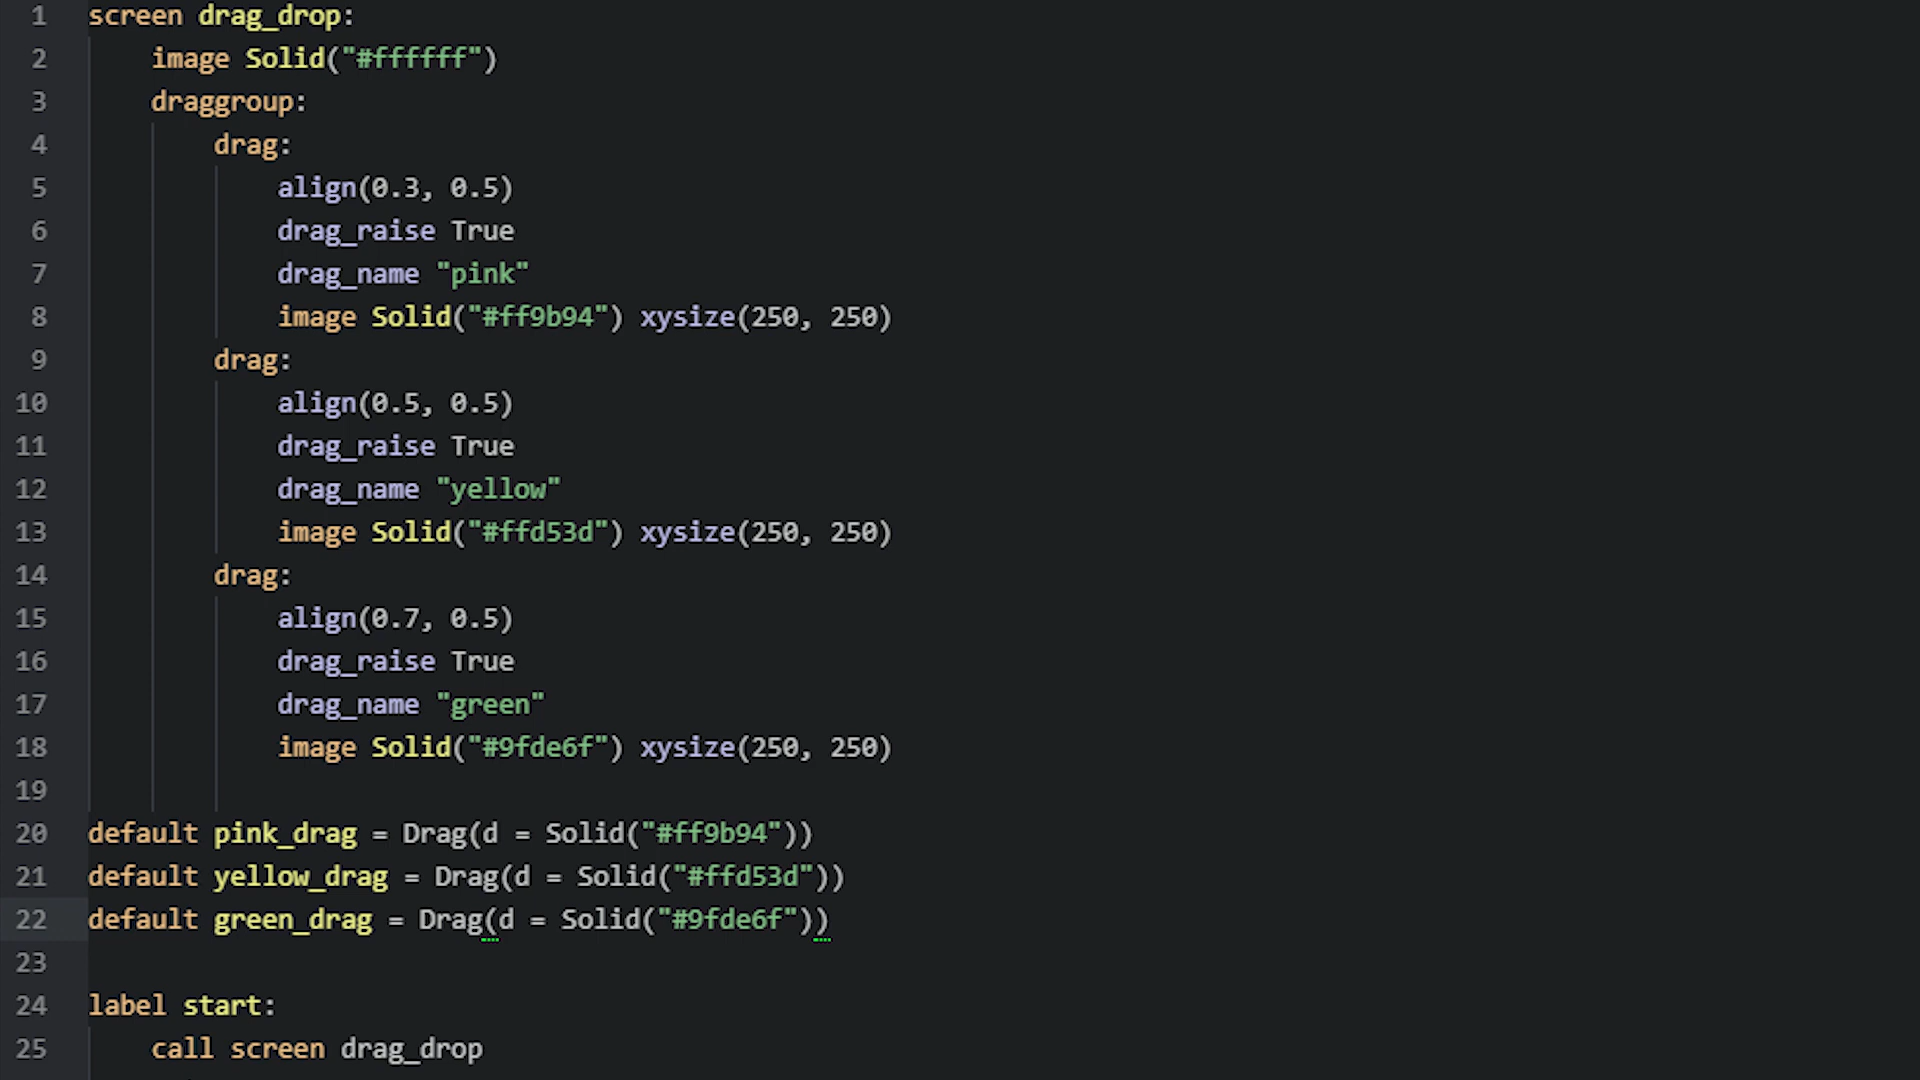 1 screen drag_drop:
2     image Solid("#ffffff")
3     draggroup:
4         drag:
5             align(0.3, 0.5)
6             drag_raise True
7             drag_name "pink"
8             image Solid("#ff9b94") xysize(250, 250)
9         drag:
10             align(0.5, 0.5)
11             drag_raise True
12             drag_name "yellow"
13             image Solid("#ffd53d") xysize(250, 250)
14         drag:
15             align(0.7, 0.5)
16             drag_raise True
17             drag_name "green"
18             image Solid("#9fde6f") xysize(250, 250)
19
20 default pink_drag = Drag(d = Solid("#ff9b94"))
21 default yellow_drag = Drag(d = Solid("#ffd53d"))
22 default green_drag = Drag(d = Solid("#9fde6f"))
23
24 label start:
25     call screen drag_drop